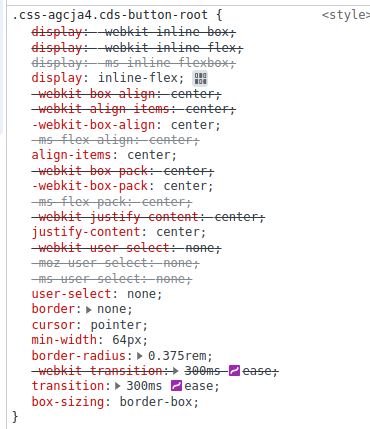 .css-agcja4.cds-button-root { <style>
display: -webkit-inline-box;
display: -webkit-inline-flex;
display: -ms-inline-flexbox;
display: inline-flex;
-webkit-box-align: center;
-webkit-align-items: center;
-webkit-box-align: center;
-ms-flex-align: center;
align-items: center;
-webkit-box-pack: center;
-webkit-box-pack: center;
-ms-flex-pack: center;
-webkit-justify-content: center;
justify-content: center;
-webkit-user-select: none;
-moz-user-select: none;
-ms-user-select: none;
user-select: none;
border: none;
cursor: pointer;
min-width: 64px;
border-radius: 0.375rem;
-webkit-transition: 300ms ease;
transition: 300ms ease;
box-sizing: border-box;
}